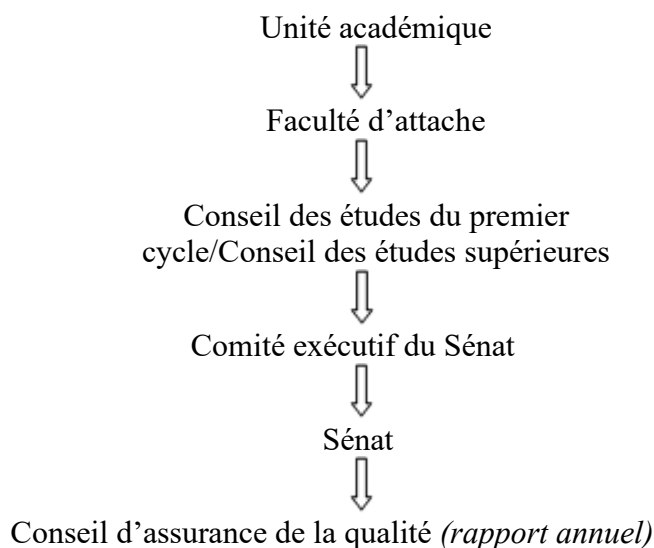 Unité académique
Faculté d’attache
Conseil des études du premier
cycle/Conseil des études supérieures
Comité exécutif du Sénat
Sénat
Conseil d’assurance de la qualité (rapport annuel)